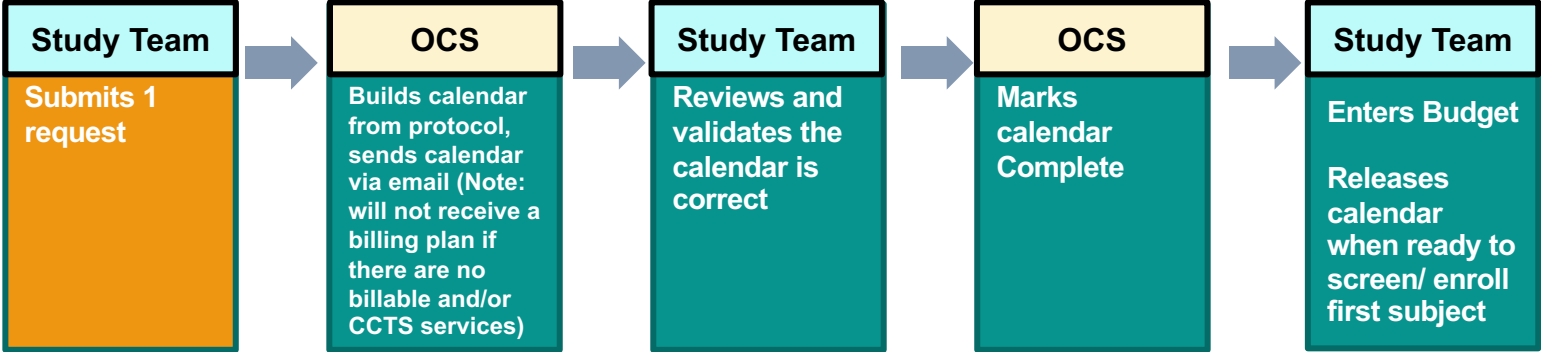 Study Team
Submits 1
request
OCS
Builds calendar
from protocol,
sends calendar
via email (Note:
will not receive a
billing plan if
there are no
billable and/or
CCTS services)
Study Team
Reviews and
validates the
calendar is
correct
OCS
Marks
calendar
Complete
Study Team
Enters Budget
Releases
calendar
when ready to
screen/ enroll
first subject